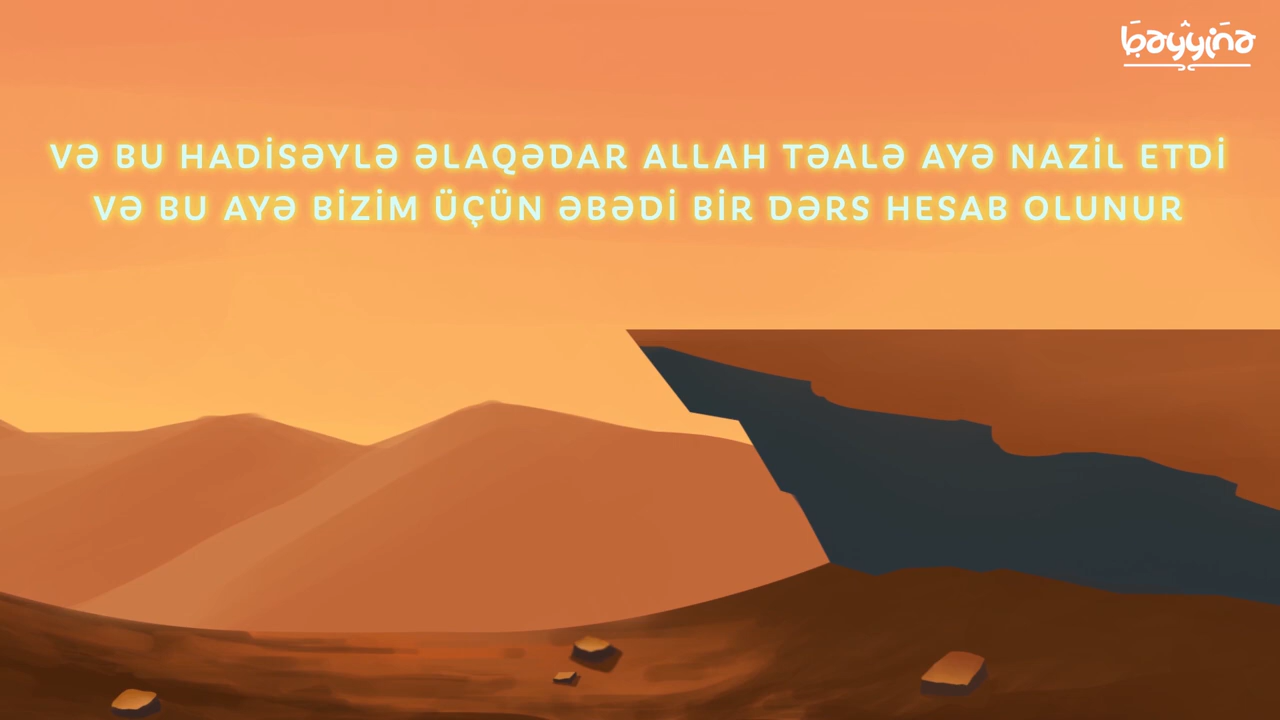 bayyinə
VƏ BU HADİSƏYLƏ ƏLAQƏDAR ALLAH TƏALƏ AYƏ NAZİL ETDİ
VƏ BU AYƏ BİZİM ÜÇÜN ƏBƏDİ BİR DƏRS HESAB OLUNUR